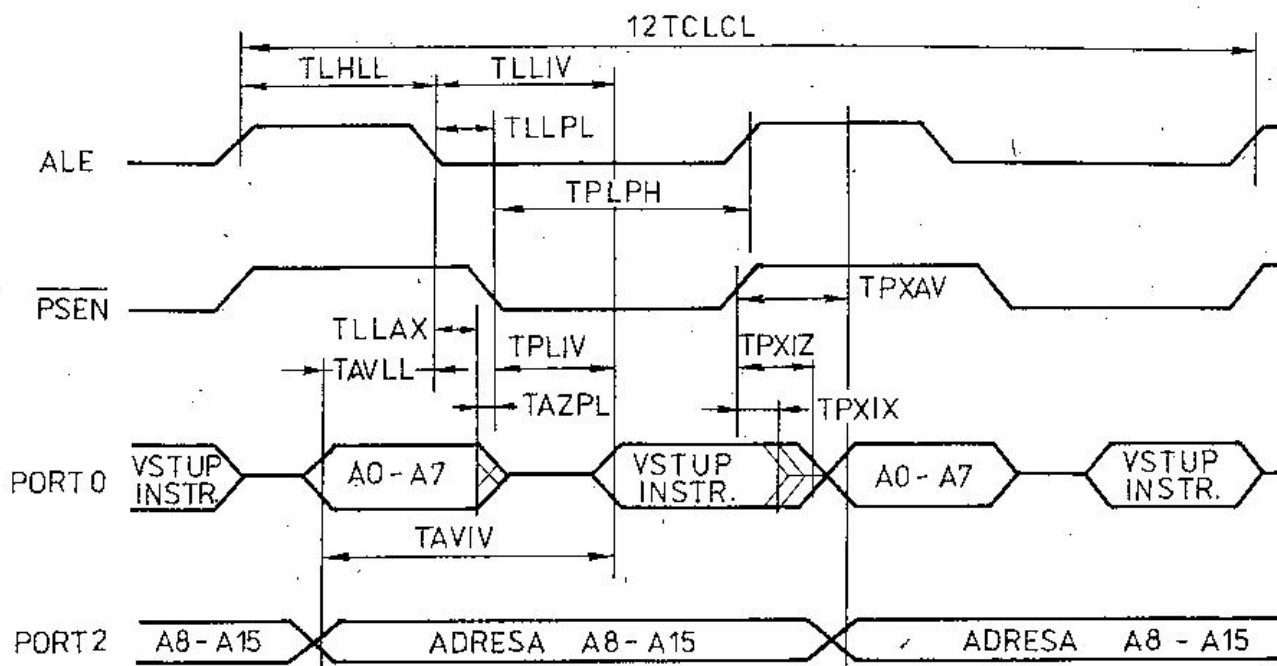 12TCLCL
TLHLL TLLIV
TLLPL
ALE
TPLPH
PSEN
TPXAV
TLLAX TPLIV TPXIZ
TAVLL
TAZPL TPXIX
PORT 0 VSTUP INSTR. A0-A7 VSTUP INSTR. A0-A7 VSTUP INSTR.
TAVIV
PORT 2 A8-A15 ADRESA A8-A15 ADRESA A8-A15